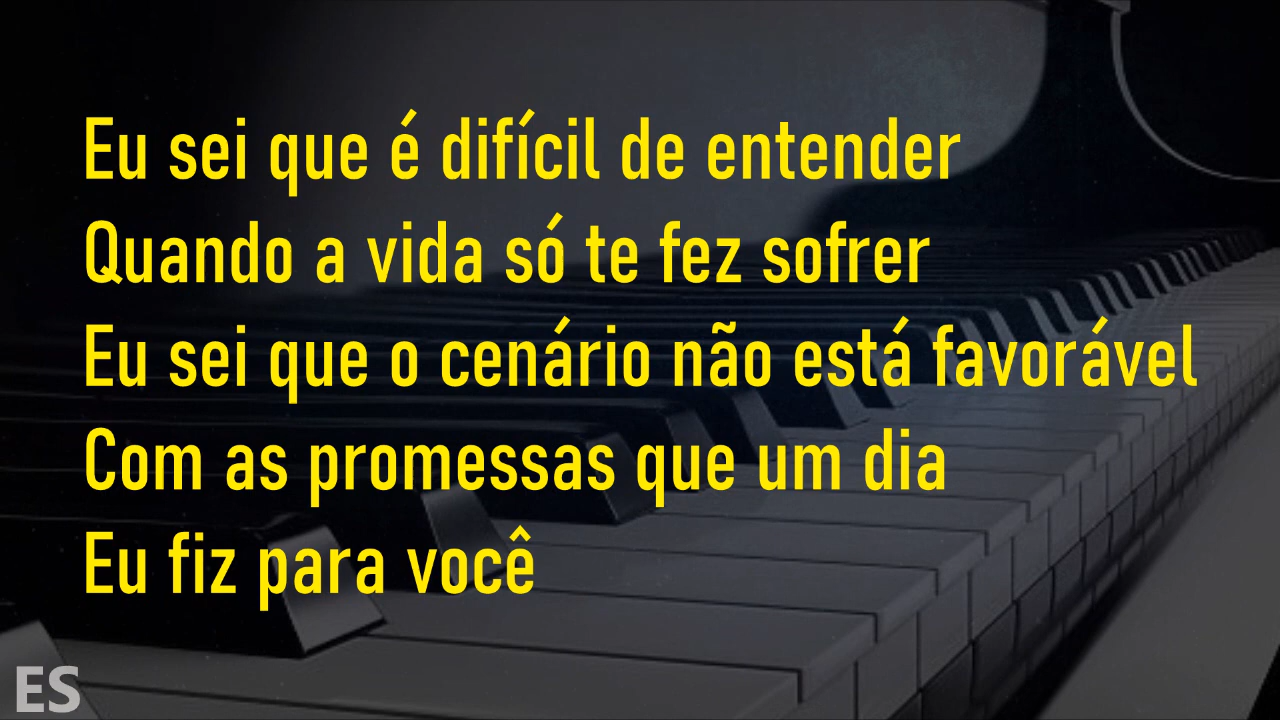 Eu sei que é difícil de entender
Quando a vida só te fez sofrer
Eu sei que o cenário não está favorável
Com as promessas que um dia
Eu fiz para você
ES